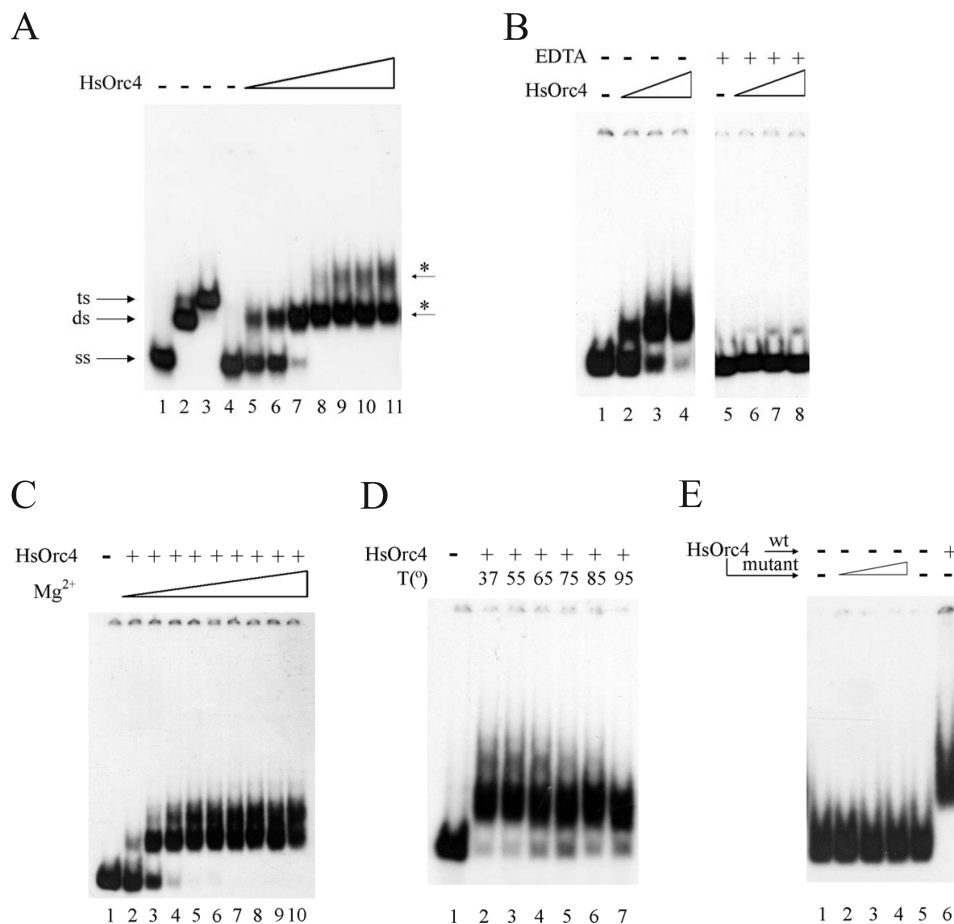 A
HsOrc4 - - - -
ts
ds
ss
*
*
1 2 3 4 5 6 7 8 9 10 11
B
EDTA - - - - + + + +
HsOrc4 - -
1 2 3 4 5 6 7 8
C
HsOrc4 - + + + + + + + + +
Mg2+
1 2 3 4 5 6 7 8 9 10
D
HsOrc4 - + + + + + +
T(º) 37 55 65 75 85 95
1 2 3 4 5 6 7
E
HsOrc4 wt - - - - - +
mutant - - -
1 2 3 4 5 6